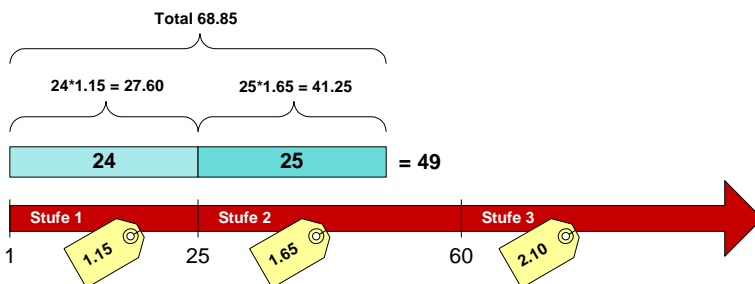 Total 68.85
24*1.15 = 27.60 25*1.65 = 41.25
24 25 = 49
Stufe 1 Stufe 2 Stufe 3
1.15 1.65 2.10
1 25 60